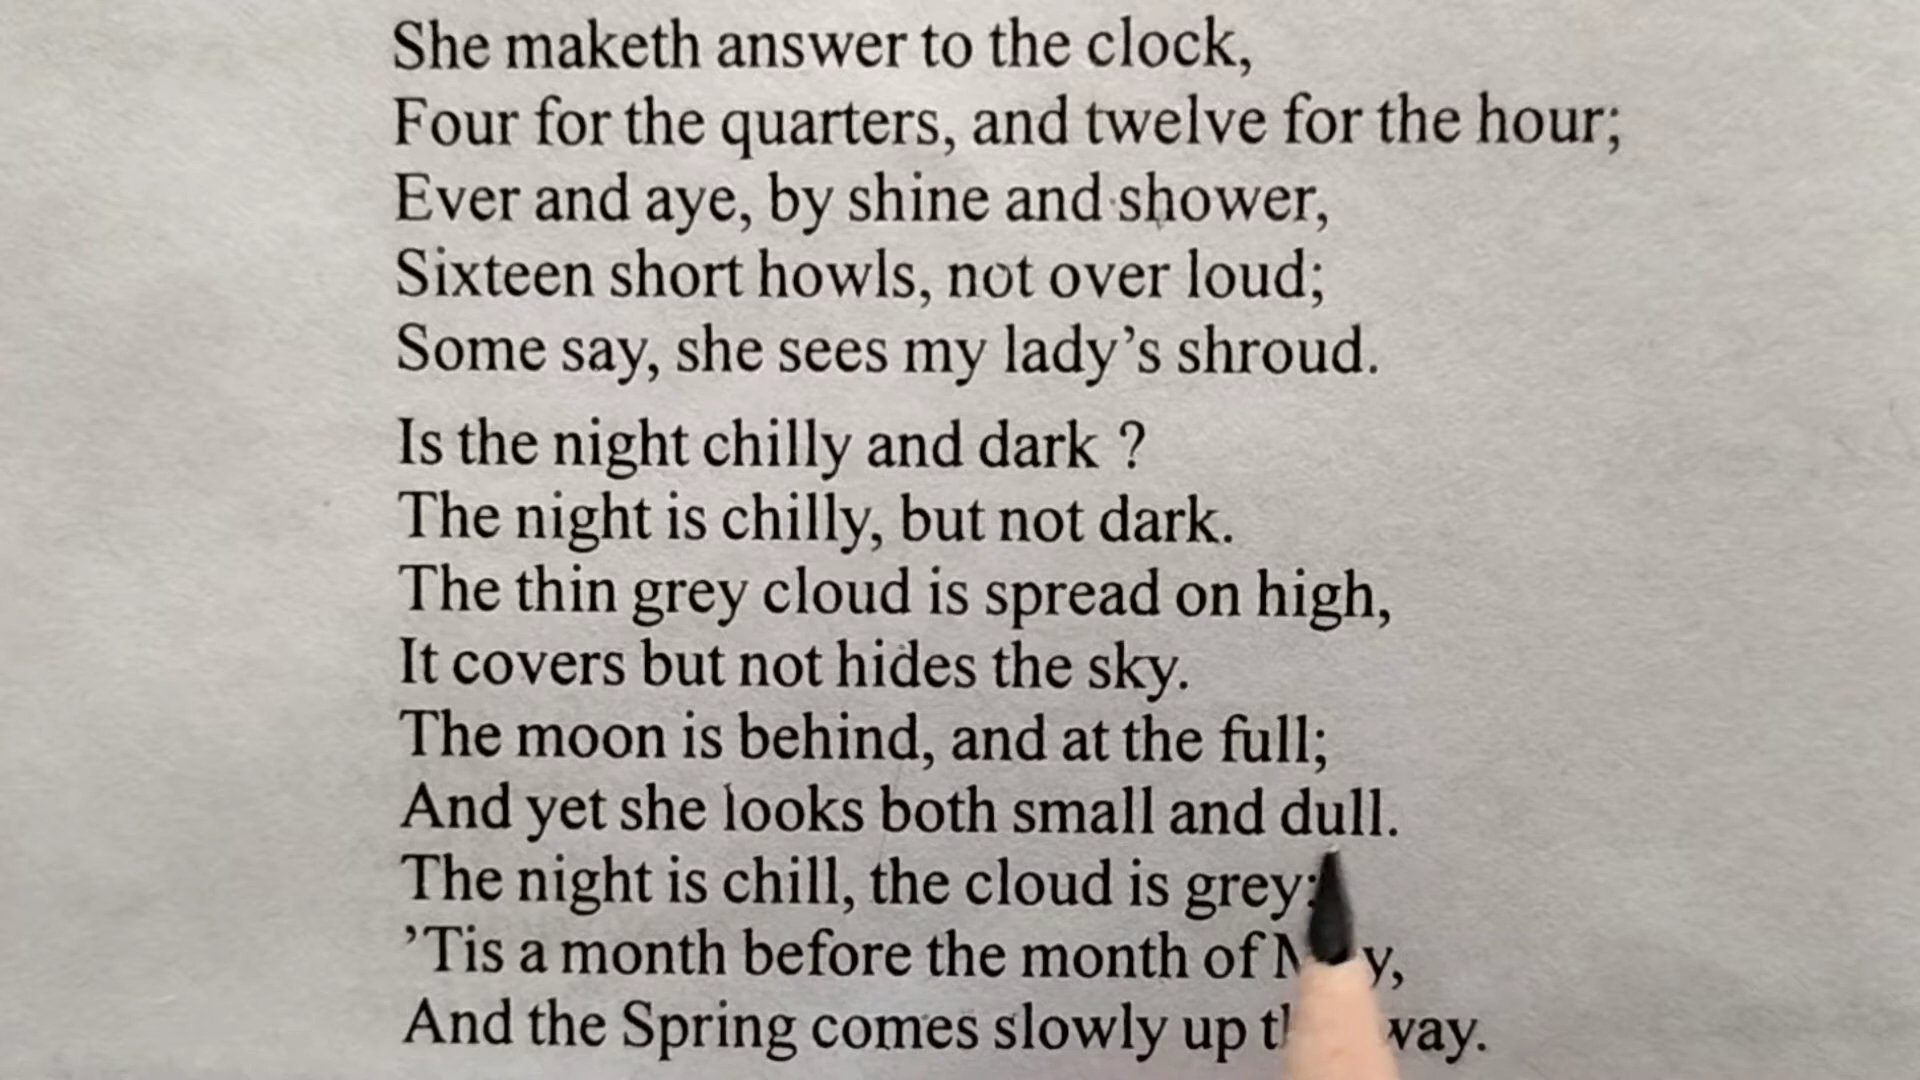 She maketh answer to the clock,
Four for the quarters, and twelve for the hour;
Ever and aye, by shine and shower,
Sixteen short howls, not over loud;
Some say, she sees my lady’s shroud.
Is the night chilly and dark ?
The night is chilly, but not dark.
The thin grey cloud is spread on high,
It covers but not hides the sky.
The moon is behind, and at the full;
And yet she looks both small and dull.
The night is chill, the cloud is grey:
’Tis a month before the month of
And the Spring comes slowly up